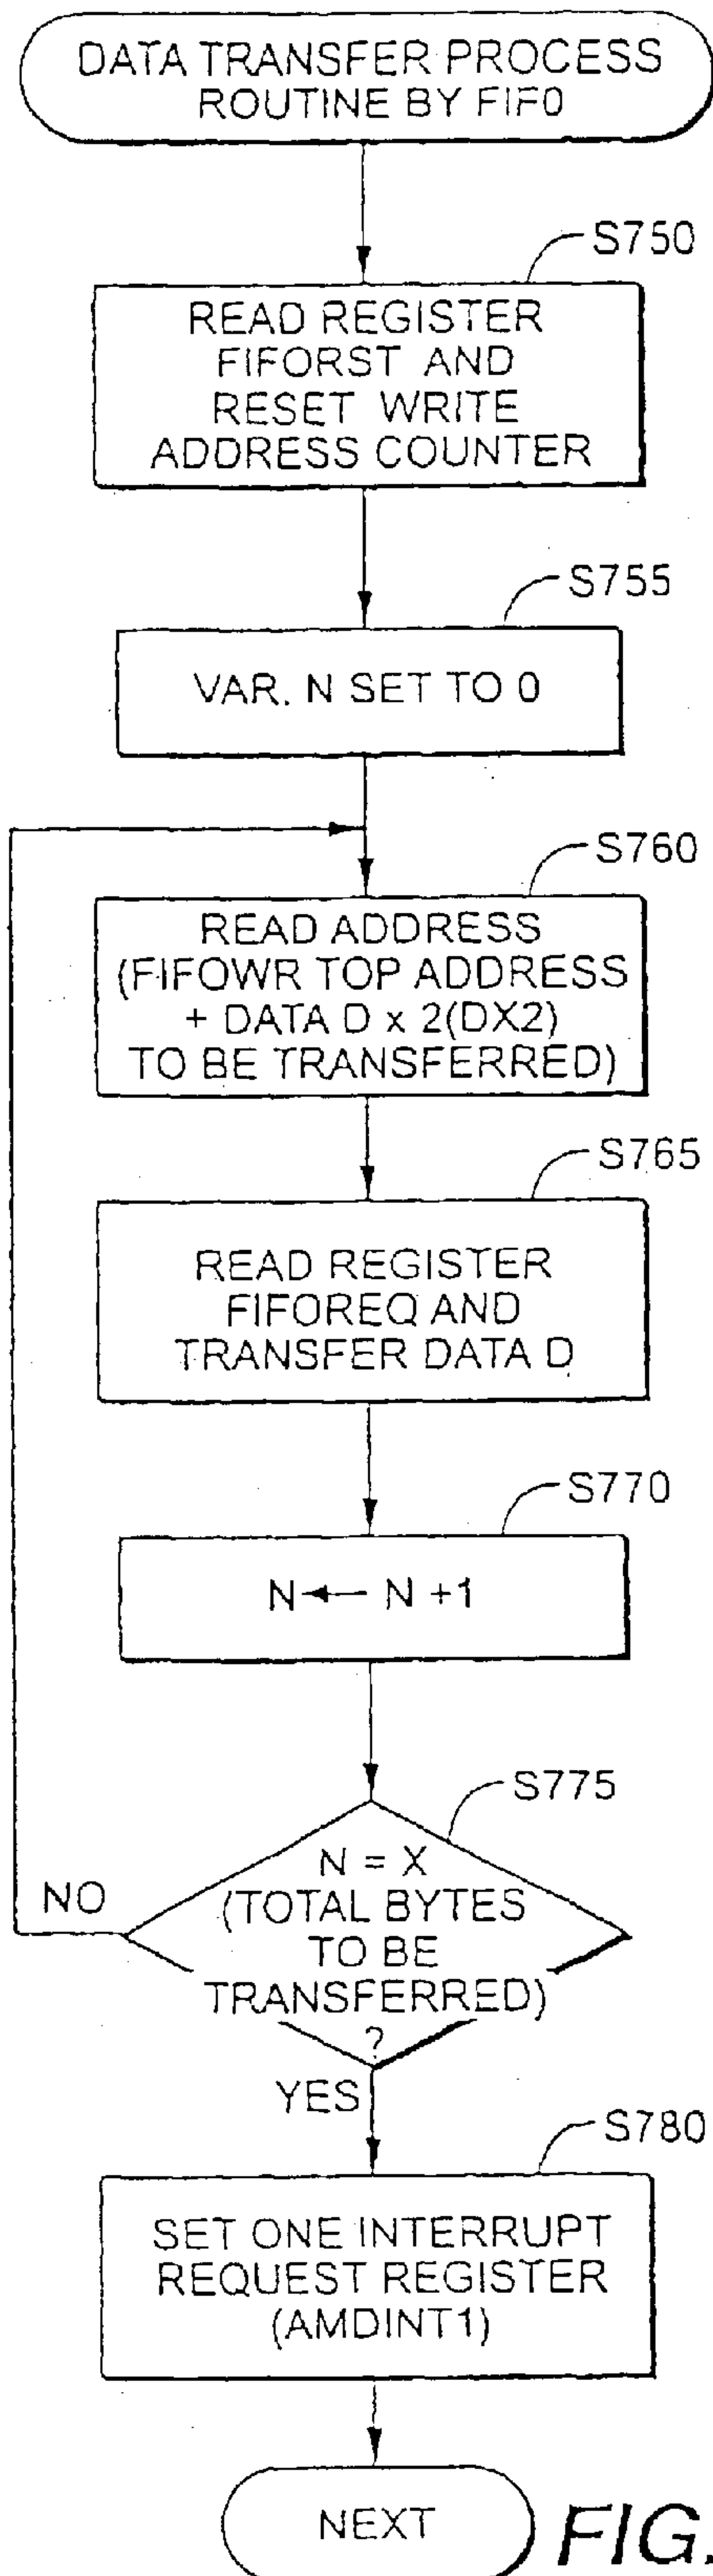 DATA TRANSFER PROCESS
ROUTINE BY FIFO
S750
READ REGISTER
FIFORST AND
RESET WRITE
ADDRESS COUNTER
S755
VAR. N SET TO 0
S760
READ ADDRESS
(FIFOWR TOP ADDRESS
+ DATA D x 2(DX2)
TO BE TRANSFERRED)
S765
READ REGISTER
FIFOREQ AND
TRANSFER DATA D
S770
N ← N +1
S775
N = X
(TOTAL BYTES
TO BE
TRANSFERRED)
?
NO
YES
S780
SET ONE INTERRUPT
REQUEST REGISTER
(AMDINT1)
NEXT
FIG.